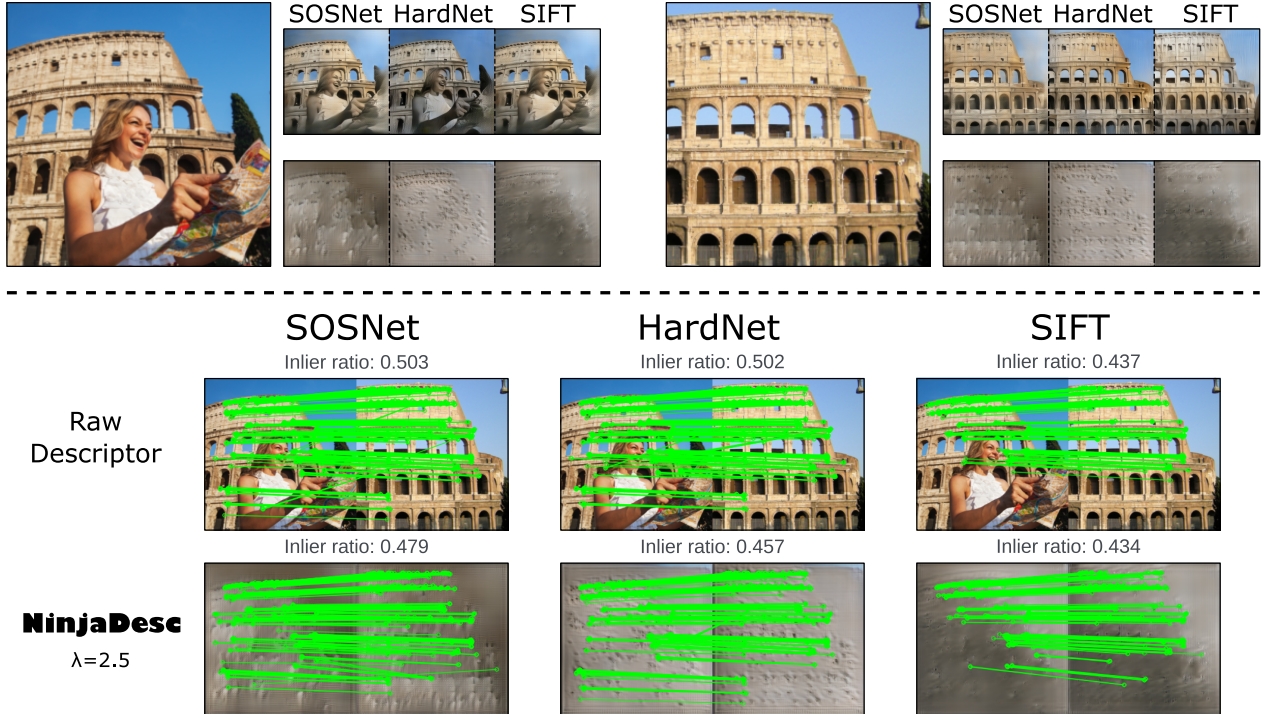 SOSNet HardNet SIFT
SOSNet HardNet SIFT
SOSNet
HardNet
SIFT
Inlier ratio: 0.503
Inlier ratio: 0.502
Inlier ratio: 0.437
Raw
Descriptor
Inlier ratio: 0.479
Inlier ratio: 0.457
Inlier ratio: 0.434
NinjaDesc
λ=2.5